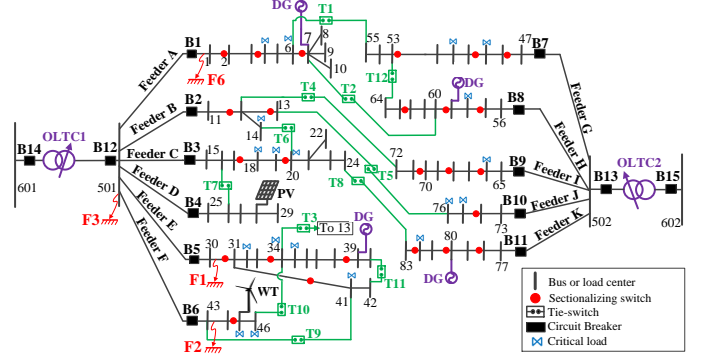 DG T1
B1 7 8 55 53 47 B7
Feeder A 1 2 6 9
F6 10 T12 DG
T2 64 60 B8
B2 T4 56
Feeder B 11 13 Feeder G
14 T6 22 Feeder H
OLTC1 B3 15 72 B9 OLTC2
B14 B12 Feeder C 18 20 24 T5 70 65 Feeder I B13 B15
601 501 T7 T8 B10 602
Feeder D 25 PV 76 73 Feeder J 502
F3 B4 29 B11 Feeder K
Feeder E T3 To 13 DG
B5 30 31 34 39 83 80 77
Feeder F F1 T11 DG
WT 41 42
B6 43 46 T10
F2 T9
Bus or load center
Sectionalizing switch
Tie-switch
Circuit Breaker
Critical load